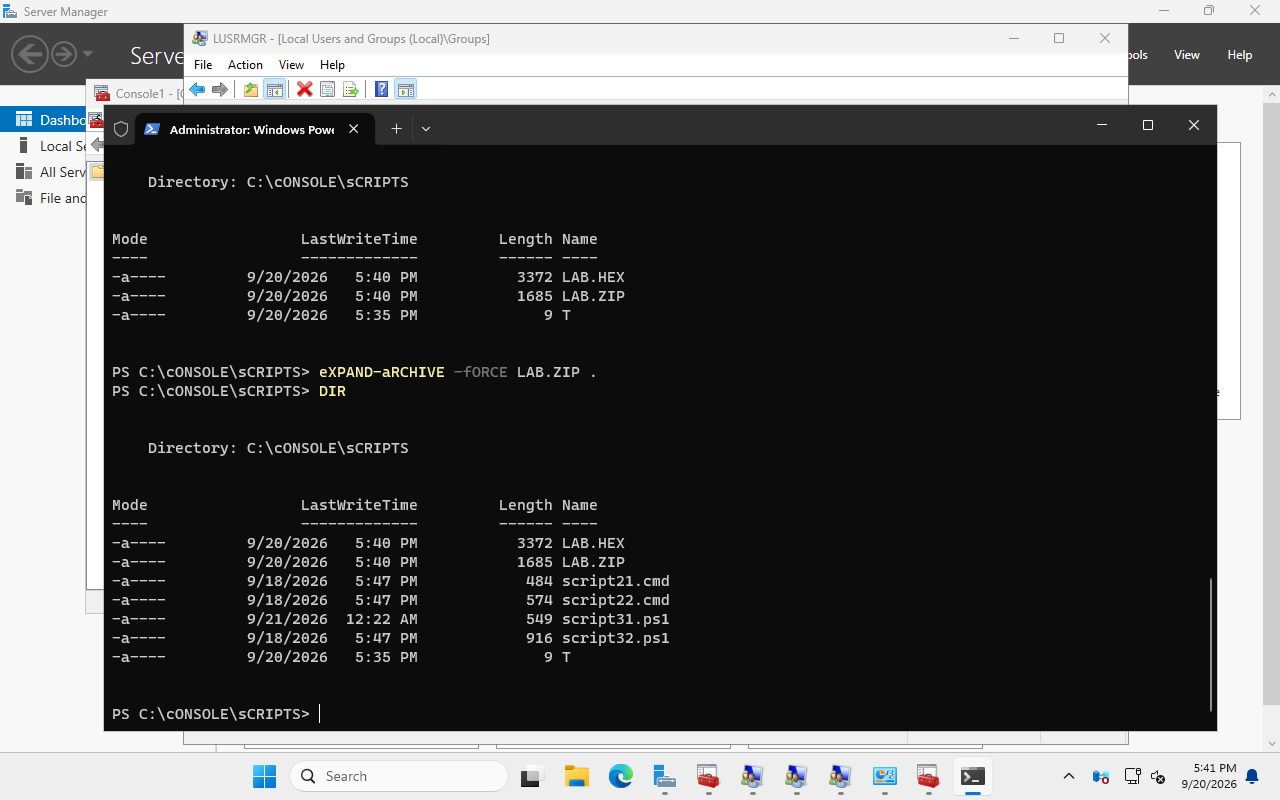 Server Manager
LUSRMGR - [Local Users and Groups (Local)\Groups]
Serve
File Action View Help
ools View Help
Console1 - [C
Dashbo
Local Se
All Serv
File and
Administrator: Windows Powe
Directory: C:\cONSOLE\sCRIPTS
Mode LastWriteTime Length Name
---- ------------- ------ ----
-a---- 9/20/2026 5:40 PM 3372 LAB.HEX
-a---- 9/20/2026 5:40 PM 1685 LAB.ZIP
-a---- 9/20/2026 5:35 PM 9 T
PS C:\cONSOLE\sCRIPTS> eXPAND-aRCHIVE -fORCE LAB.ZIP .
PS C:\cONSOLE\sCRIPTS> DIR
Directory: C:\cONSOLE\sCRIPTS
Mode LastWriteTime Length Name
---- ------------- ------ ----
-a---- 9/20/2026 5:40 PM 3372 LAB.HEX
-a---- 9/20/2026 5:40 PM 1685 LAB.ZIP
-a---- 9/18/2026 5:47 PM 484 script21.cmd
-a---- 9/18/2026 5:47 PM 574 script22.cmd
-a---- 9/21/2026 12:22 AM 549 script31.ps1
-a---- 9/18/2026 5:47 PM 916 script32.ps1
-a---- 9/20/2026 5:35 PM 9 T
PS C:\cONSOLE\sCRIPTS>
Search
5:41 PM
9/20/2026